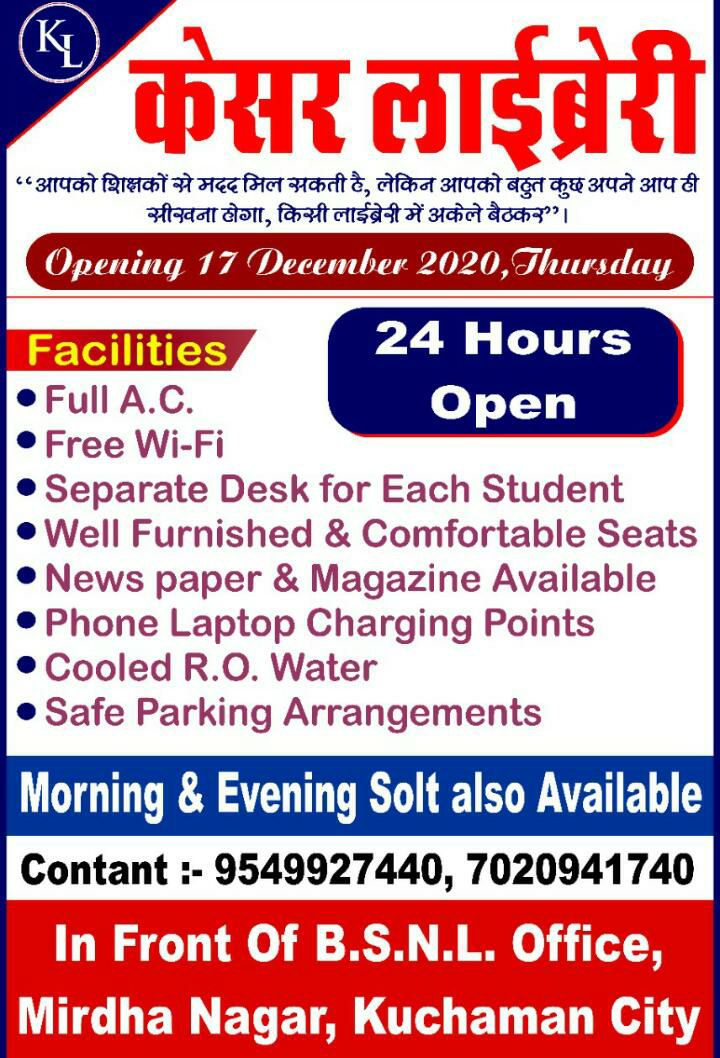 KL
केसर लाईब्रेरी
‘‘आपको शिक्षकों से मदद मिल सकती है, लेकिन आपको बहुत कुछ अपने आप ही
सीखना होगा, किसी लाईब्रेरी में अकेले बैठकर’’।
Opening 17 December 2020,Thursday
Facilities
24 Hours
Open
• Full A.C.
• Free Wi-Fi
• Separate Desk for Each Student
• Well Furnished & Comfortable Seats
• News paper & Magazine Available
• Phone Laptop Charging Points
• Cooled R.O. Water
• Safe Parking Arrangements
Morning & Evening Solt also Available
Contant :- 9549927440, 7020941740
In Front Of B.S.N.L. Office,
Mirdha Nagar, Kuchaman City